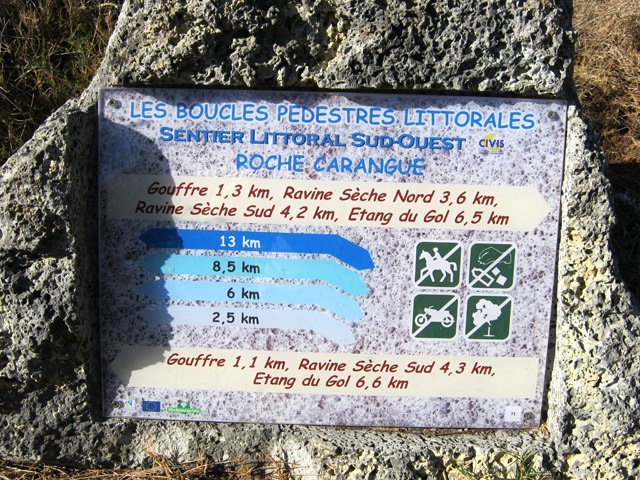 LES BOUCLES PEDESTRES LITTORALES
SENTIER LITTORAL SUD-OUEST
CIVIS
ROCHE CARANGUE
Gouffre 1,3 km, Ravine Sèche Nord 3,6 km,
Ravine Sèche Sud 4,2 km, Etang du Gol 6,5 km
13 km
8,5 km
6 km
2,5 km
Gouffre 1,1 km, Ravine Sèche Sud 4,3 km,
Etang du Gol 6,6 km